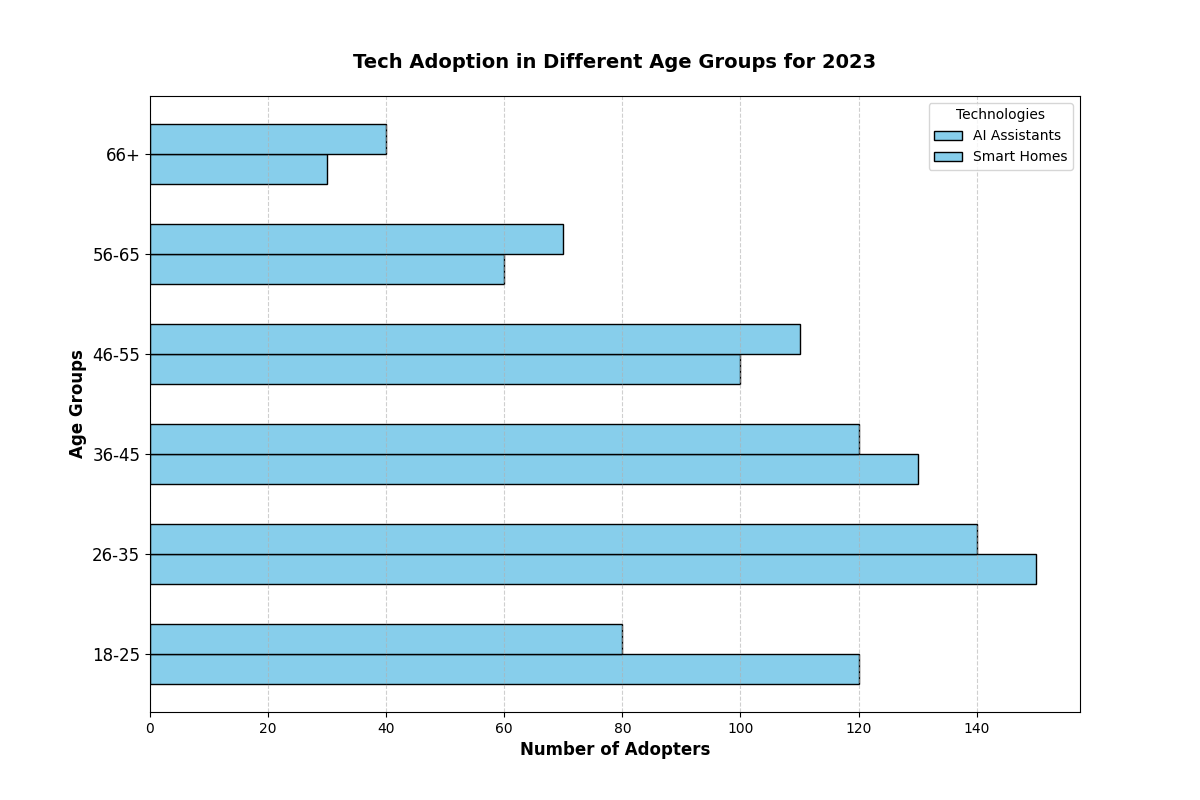 Tech Adoption in Different Age Groups for 2023
Technologies
AI Assistants
Smart Homes
Age Groups
66+
56-65
46-55
36-45
26-35
18-25
0 20 40 60 80 100 120 140
Number of Adopters